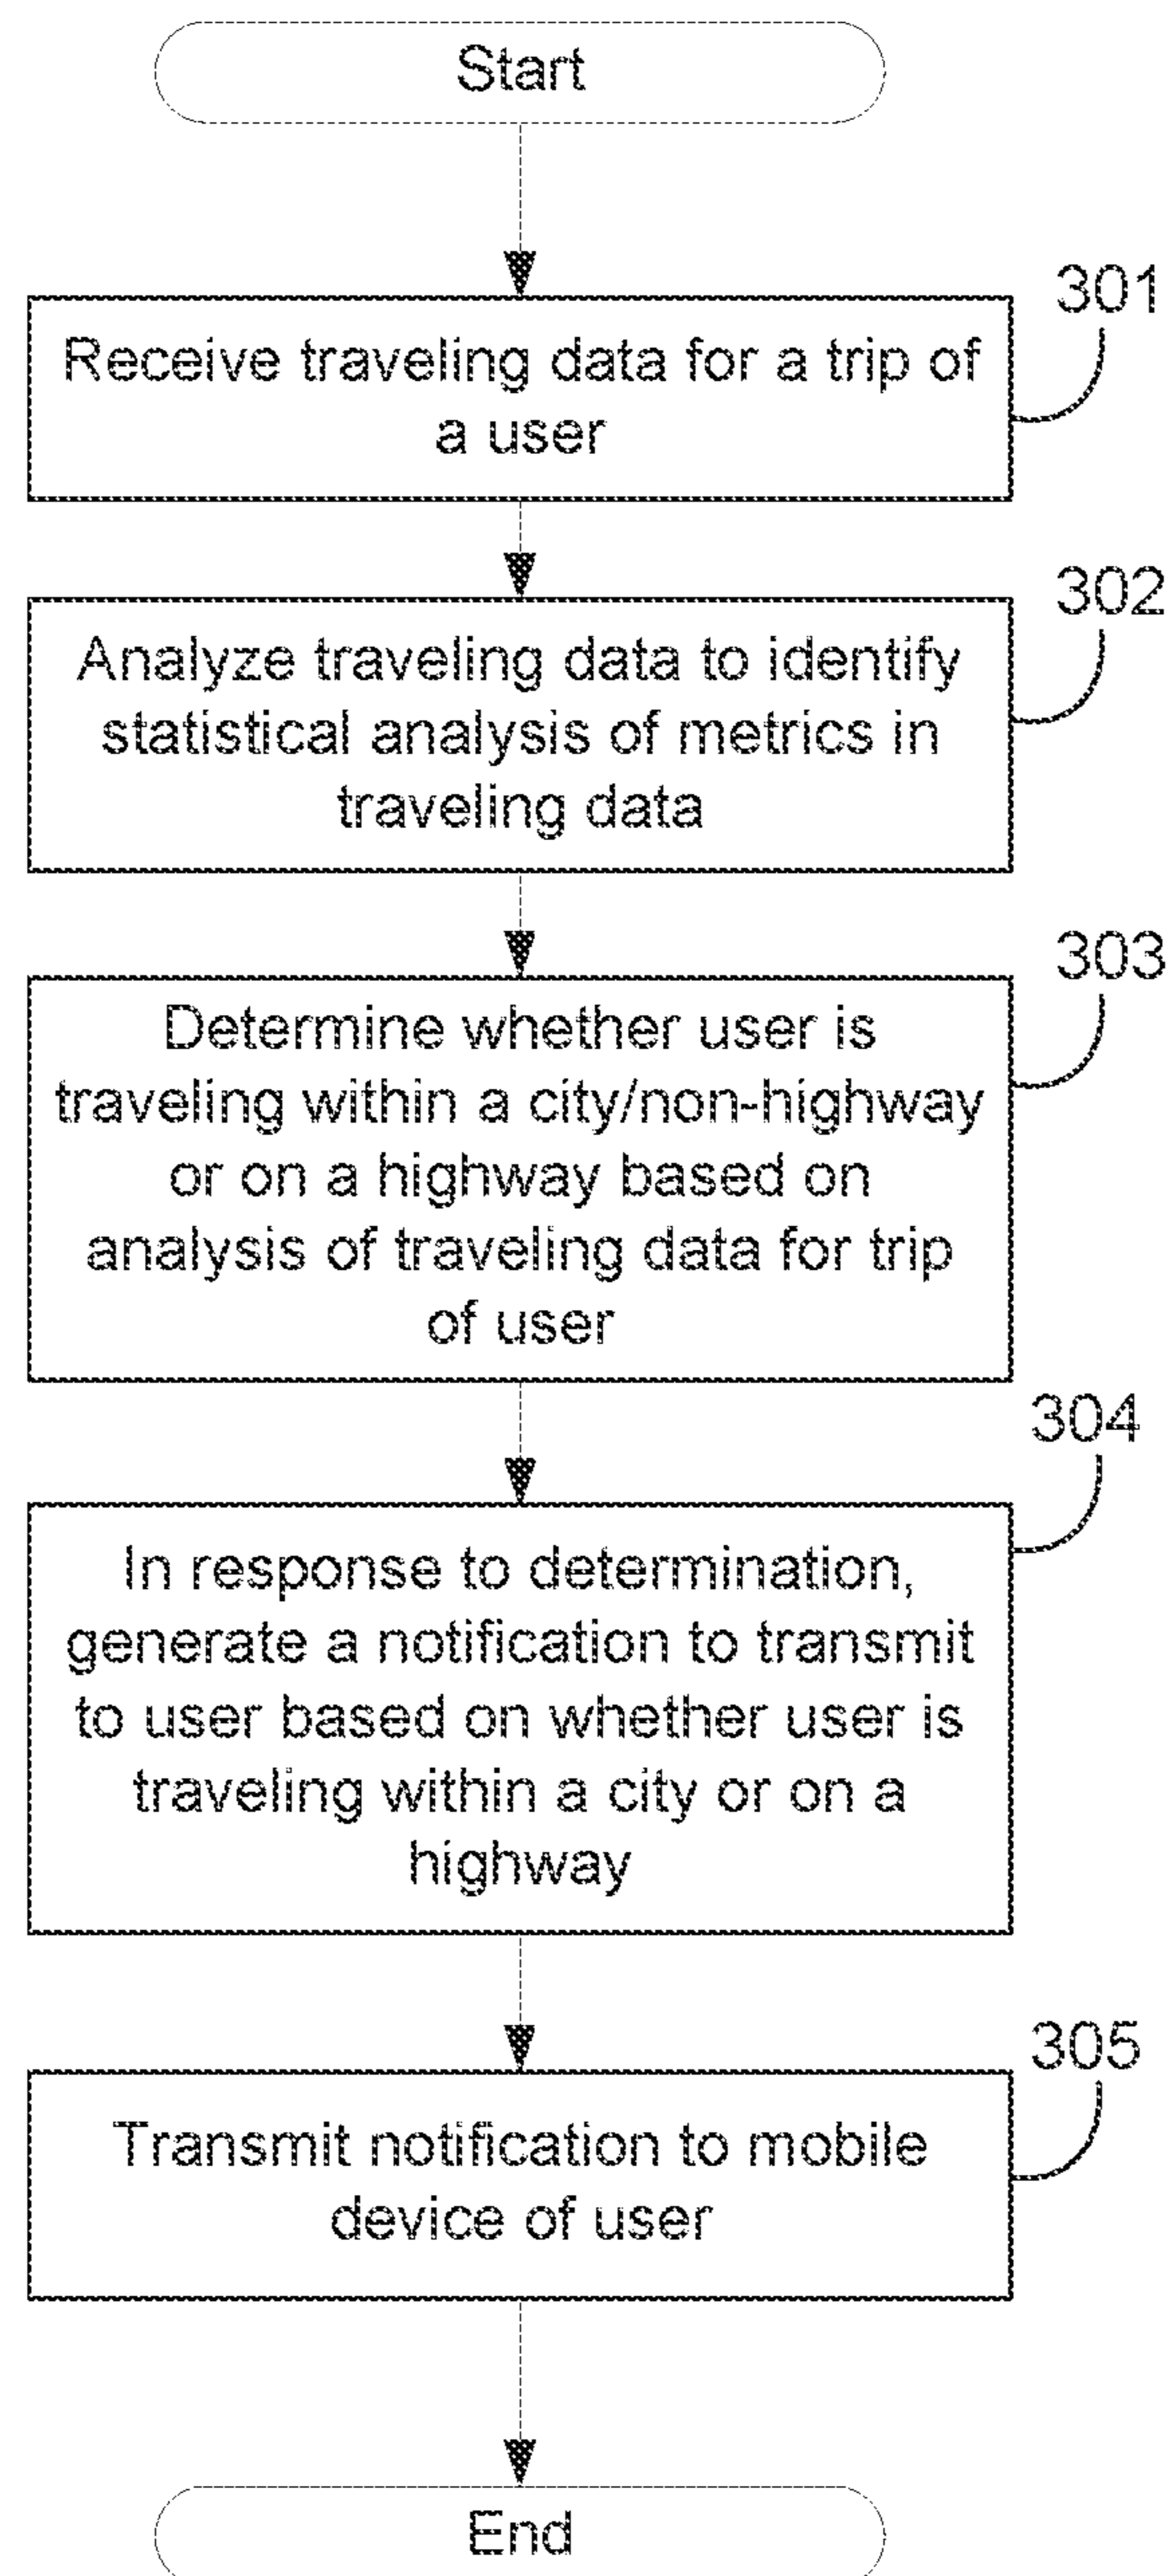 Start
301
Receive traveling data for a trip of
a user
302
Analyze traveling data to identify
statistical analysis of metrics in
traveling data
303
Determine whether user is
traveling within a city/non-highway
or on a highway based on
analysis of traveling data for trip
of user
304
In response to determination,
generate a notification to transmit
to user based on whether user is
traveling within a city or on a
highway
305
Transmit notification to mobile
device of user
End